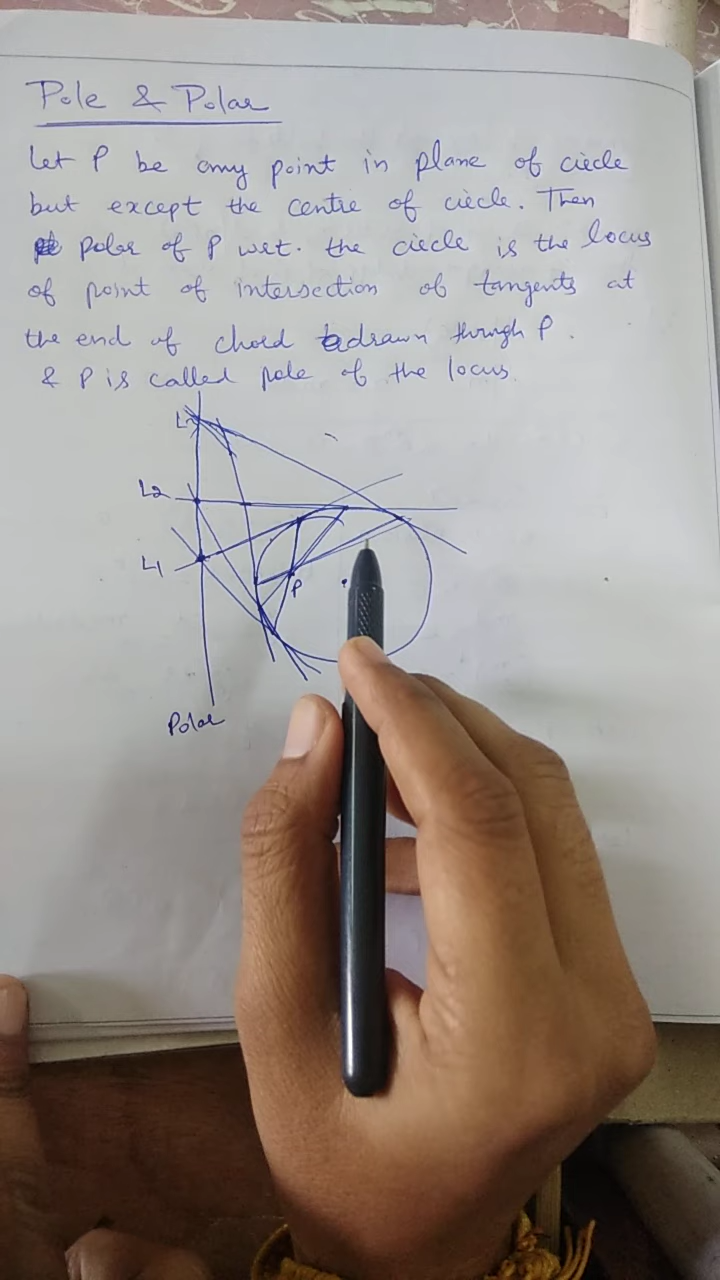 Pole & Polar
Let P be any point in plane of circle
but except the centre of circle. Then
polar of P wrt. the circle is the locus
of point of intersection of tangents at
the end of chord drawn through P.
& P is called pole of the locus.
L3
L2
L1
P
Polar